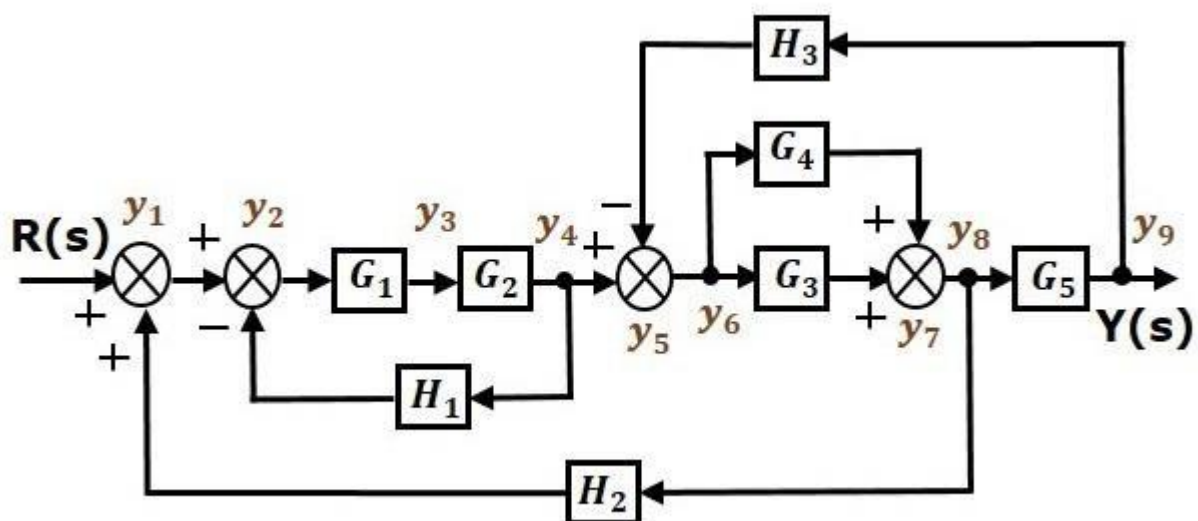 H₃
G₄
−
y₁
y₂
y₃
y₄
+
y₈
y₉
R(s)
+
+
G₁
G₂
G₃
G₅
+
−
y₅
y₆
+
y₇
Y(s)
+
H₁
H₂